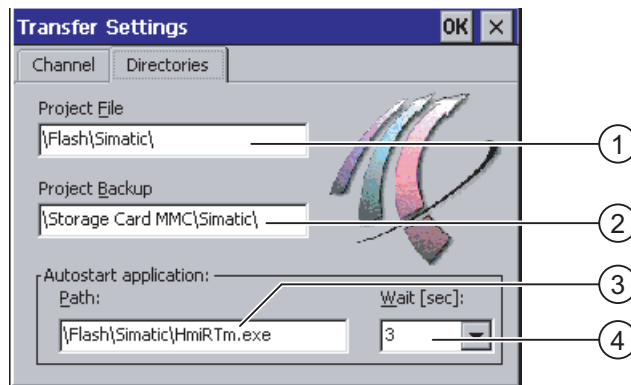 Transfer Settings OK ×
Channel Directories
Project File
\Flash\Simatic\
1
Project Backup
\Storage Card MMC\Simatic\
2
Autostart application:
3
Path: Wait [sec]:
\Flash\Simatic\HmiRTm.exe 3
4